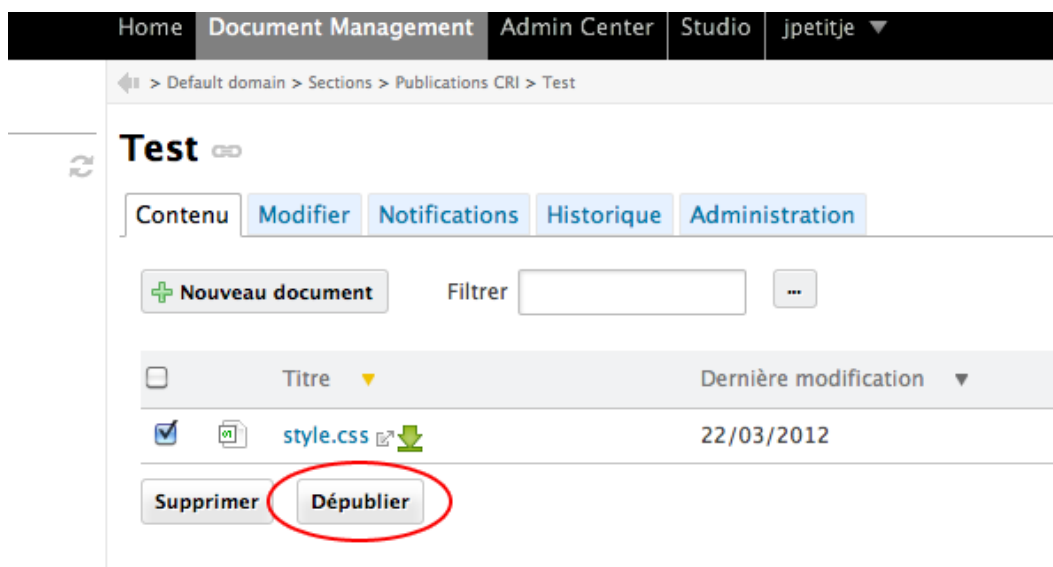 Home Document Management Admin Center Studio jpetitje ▼
> Default domain > Sections > Publications CRI > Test
Test
Contenu Modifier Notifications Historique Administration
Nouveau document Filtrer ...
Titre ▼ Dernière modification ▼
style.css 22/03/2012
Supprimer Dépublier